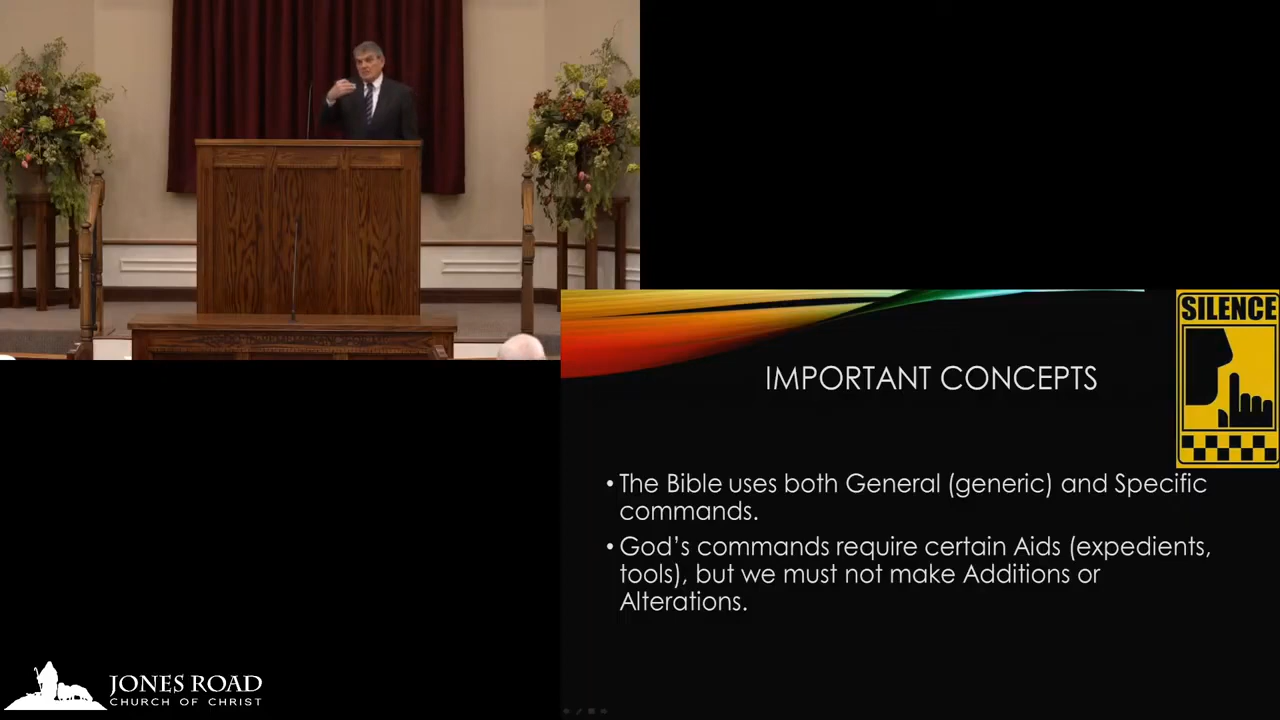 SILENCE
IMPORTANT CONCEPTS
• The Bible uses both General (generic) and Specific
commands.
• God's commands require certain Aids (expedients,
tools), but we must not make Additions or
Alterations.
JONES ROAD
CHURCH OF CHRIST